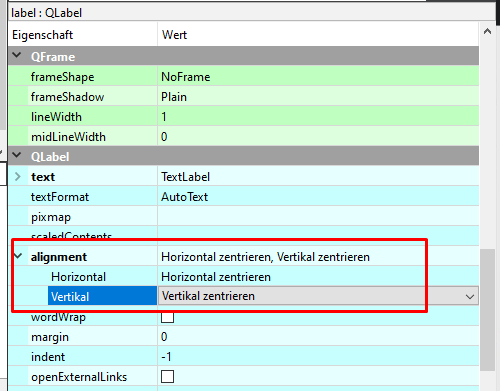 label : QLabel
Eigenschaft Wert
QFrame
frameShape NoFrame
frameShadow Plain
lineWidth 1
midLineWidth 0
QLabel
text TextLabel
textFormat AutoText
pixmap
scaledContents
alignment Horizontal zentrieren, Vertikal zentrieren
Horizontal Horizontal zentrieren
Vertikal Vertikal zentrieren
wordWrap
margin 0
indent -1
openExternalLinks